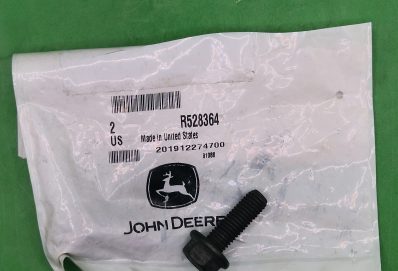 2 R528364
US Made in United States
201912274700
JOHN DEERE